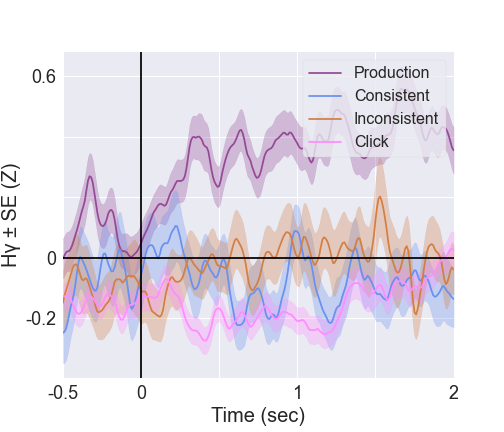 Production
Consistent
Inconsistent
Click
0.6
0
-0.2
Hγ ± SE (Z)
-0.5
0
1
2
Time (sec)